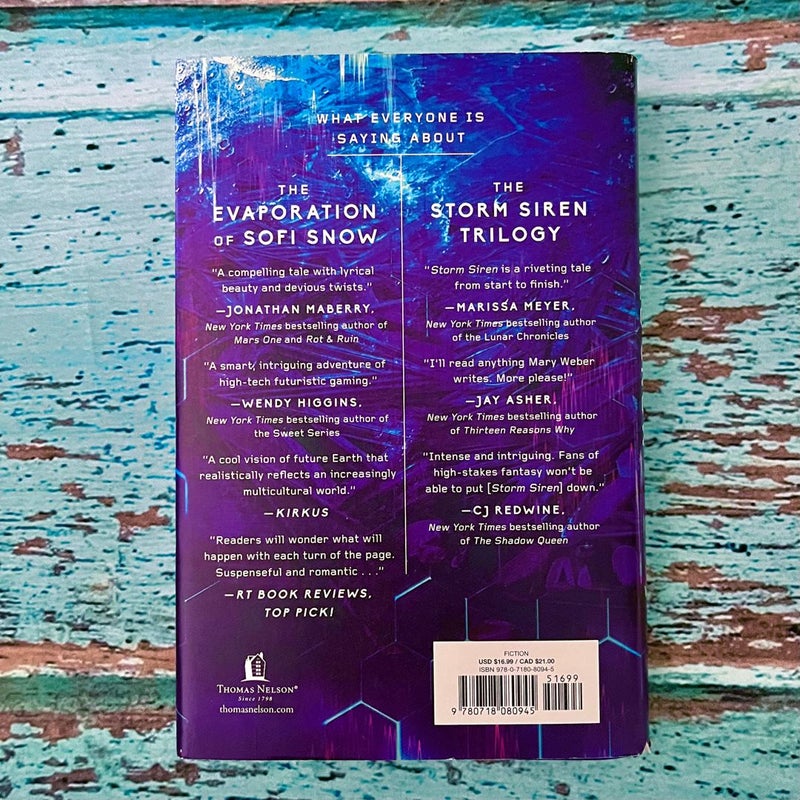 WHAT EVERYONE IS
SAYING ABOUT
THE
EVAPORATION
OF SOFI SNOW
"A compelling tale with lyrical
beauty and devious twists."
—JONATHAN MABERRY,
New York Times bestselling author of
Mars One and Rot & Ruin
"A smart, intriguing adventure of
high-tech futuristic gaming."
—WENDY HIGGINS,
New York Times bestselling author of
the Sweet Series
"A cool vision of future Earth that
realistically reflects an increasingly
multicultural world."
—KIRKUS
"Readers will wonder what will
happen with each turn of the page.
Suspenseful and romantic . . ."
—RT BOOK REVIEWS,
TOP PICK!
THE
STORM SIREN
TRILOGY
"Storm Siren is a riveting tale
from start to finish."
—MARISSA MEYER,
New York Times bestselling author
of the Lunar Chronicles
"I'll read anything Mary Weber
writes. More please!"
—JAY ASHER,
New York Times bestselling author
of Thirteen Reasons Why
"Intense and intriguing. Fans of
high-stakes fantasy won't be
able to put [Storm Siren] down."
—CJ REDWINE,
New York Times bestselling author
of The Shadow Queen
THOMAS NELSON®
Since 1798
thomasnelson.com
FICTION
USD $16.99 / CAD $21.00
ISBN 978-0-7180-8094-5
51699
9 780718 080945